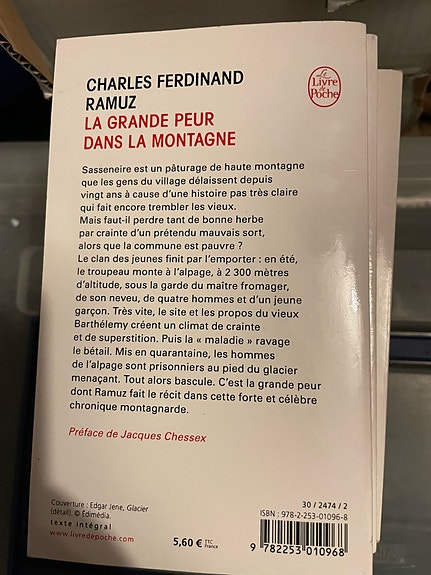 CHARLES FERDINAND
RAMUZ
LA GRANDE PEUR
DANS LA MONTAGNE
Le
Livre
de
Poche
Sasseneire est un pâturage de haute montagne
que les gens du village délaissent depuis
vingt ans à cause d'une histoire pas très claire
qui fait encore trembler les vieux.
Mais faut-il perdre tant de bonne herbe
par crainte d'un prétendu mauvais sort,
alors que la commune est pauvre ?
Le clan des jeunes finit par l'emporter : en été,
le troupeau monte à l'alpage, à 2 300 mètres
d'altitude, sous la garde du maître fromager,
de son neveu, de quatre hommes et d'un jeune
garçon. Très vite, le site et les propos du vieux
Barthélemy créent un climat de crainte
et de superstition. Puis la « maladie » ravage
le bétail. Mis en quarantaine, les hommes
de l'alpage sont prisonniers au pied du glacier
menaçant. Tout alors bascule. C'est la grande peur
dont Ramuz fait le récit dans cette forte et célèbre
chronique montagnarde.
Préface de Jacques Chessex
Couverture : Edgar Jene, Glacier
(détail). © Edimédia.
texte intégral
www.livredepoche.com
5,60 € TTC
France
30 / 2474 / 2
ISBN : 978-2-253-01096-8
9 782253 010968